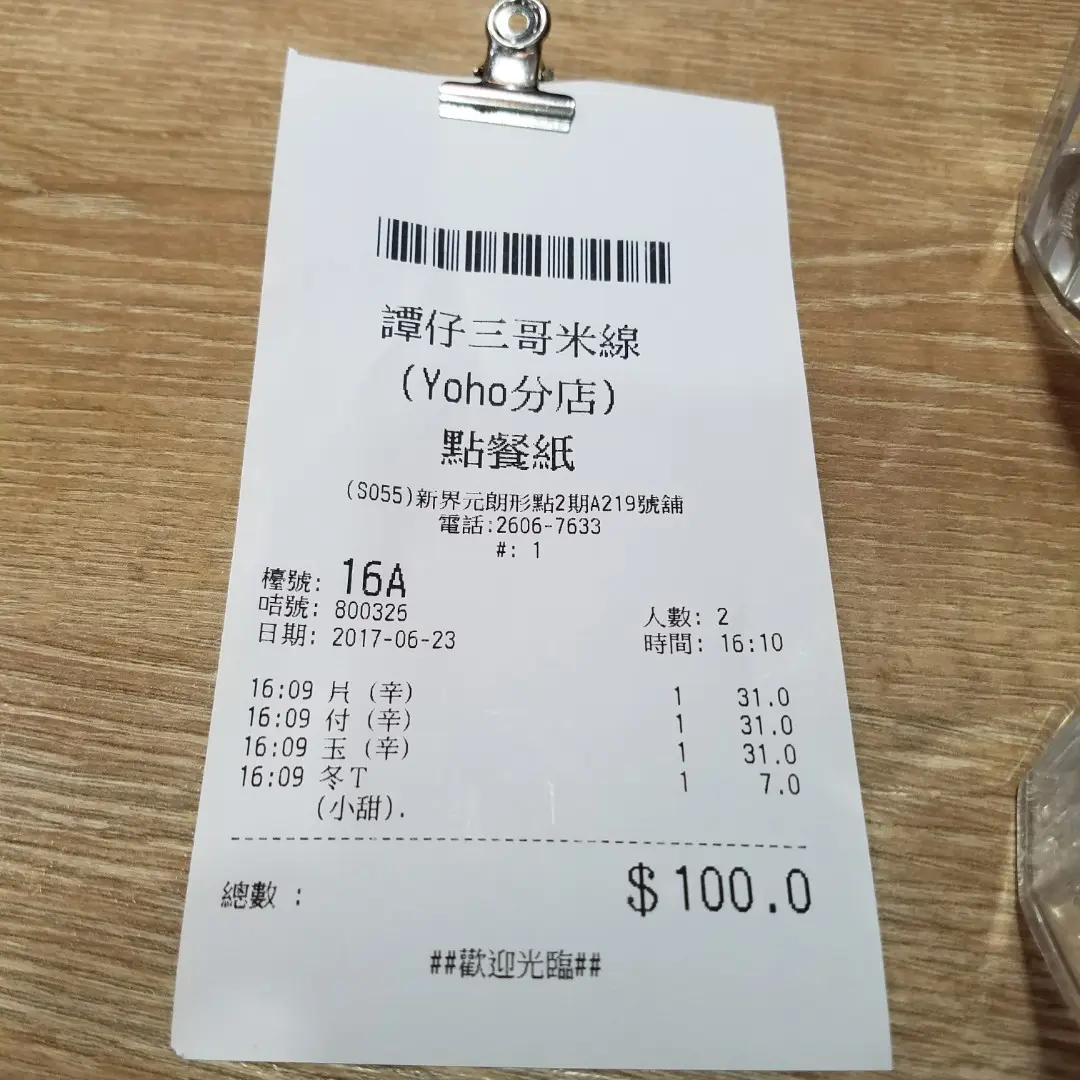 譚仔三哥米線
(Yoho分店)
點餐紙
(S055)新界元朗形點2期A219號舖
電話:2606-7633
#: 1
檯號: 16A
咭號: 800325 人數: 2
日期: 2017-06-23 時間: 16:10
16:09 爿 (辛) 1 31.0
16:09 付 (辛) 1 31.0
16:09 玉 (辛) 1 31.0
16:09 冬T 1 7.0
(小甜).
總數 : $100.0
##歡迎光臨##